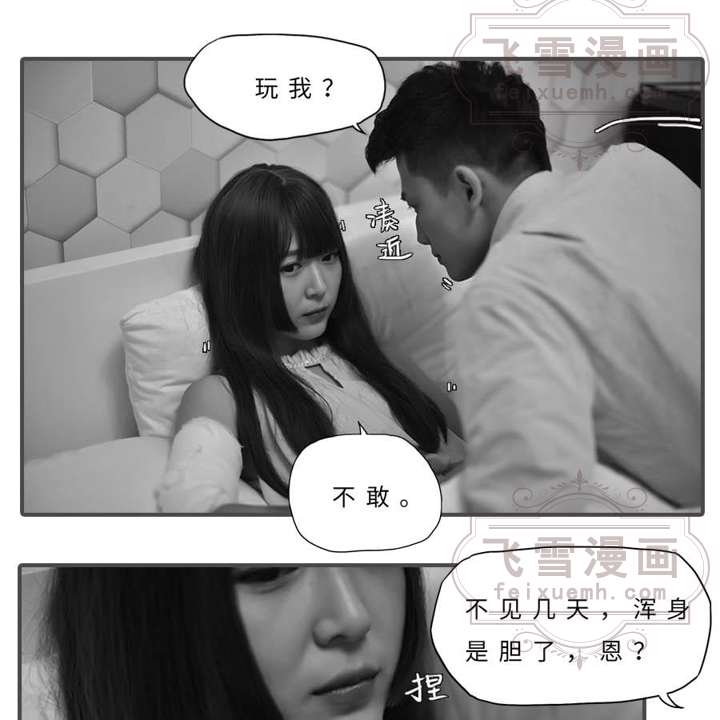 飞雪漫画
feixuemh.com
玩我？
凑近
不敢。
飞雪漫画
feixuemh.com
不见几天，浑身
是胆了，恩？
捏